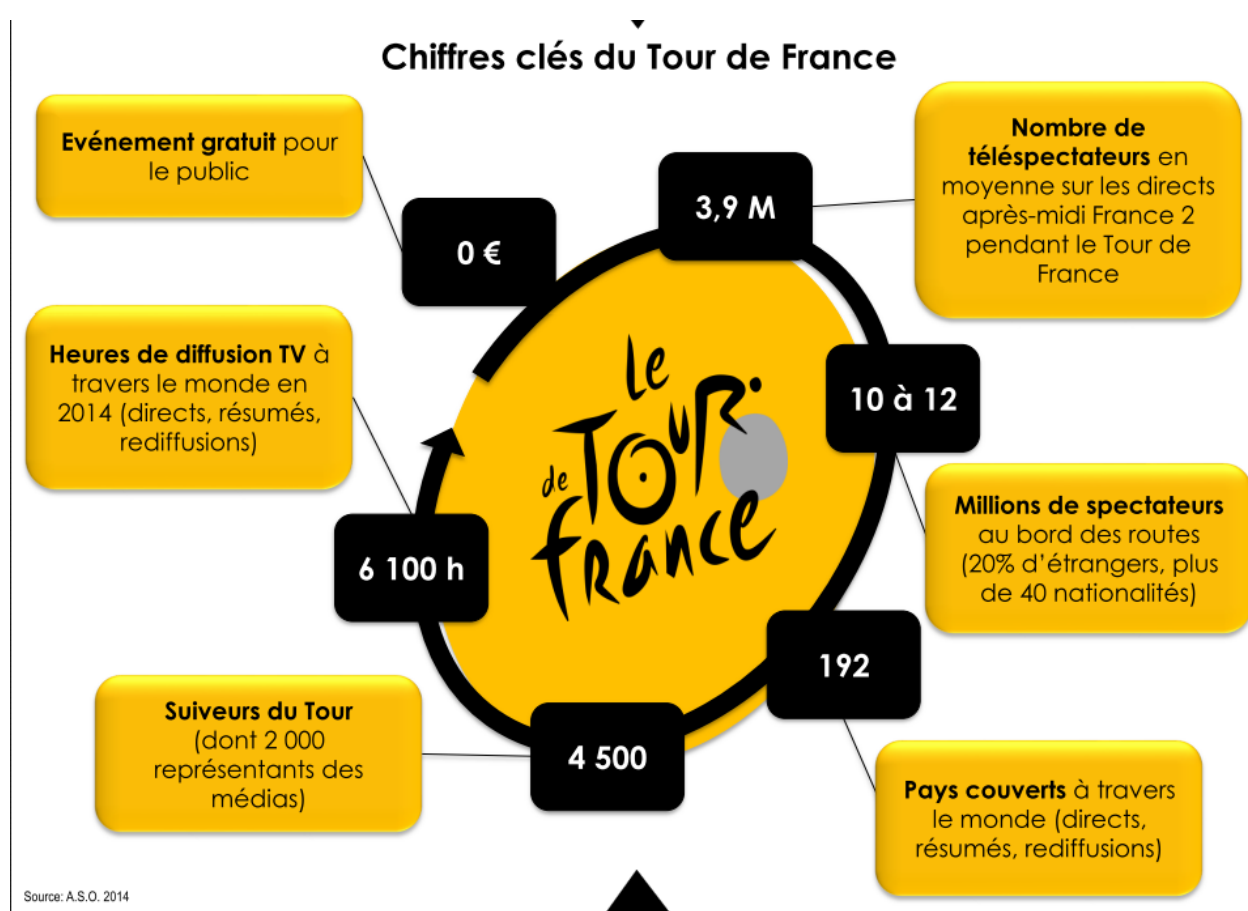 Chiffres clés du Tour de France
Evénement gratuit pour
le public
0 €
3,9 M
Nombre de
téléspectateurs en
moyenne sur les directs
après-midi France 2
pendant le Tour de
France
Heures de diffusion TV à
travers le monde en
2014 (directs, résumés,
rediffusions)
6 100 h
Le
de TOUR
france
10 à 12
Millions de spectateurs
au bord des routes
(20% d'étrangers, plus
de 40 nationalités)
192
Pays couverts à travers
le monde (directs,
résumés, rediffusions)
Suiveurs du Tour
(dont 2 000
représentants des
médias)
4 500
Source: A.S.O. 2014